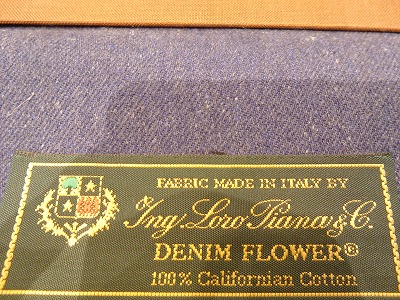 FABRIC MADE IN ITALY BY
Ing. Loro Piana & C.
DENIM FLOWER®
100% Californian Cotton